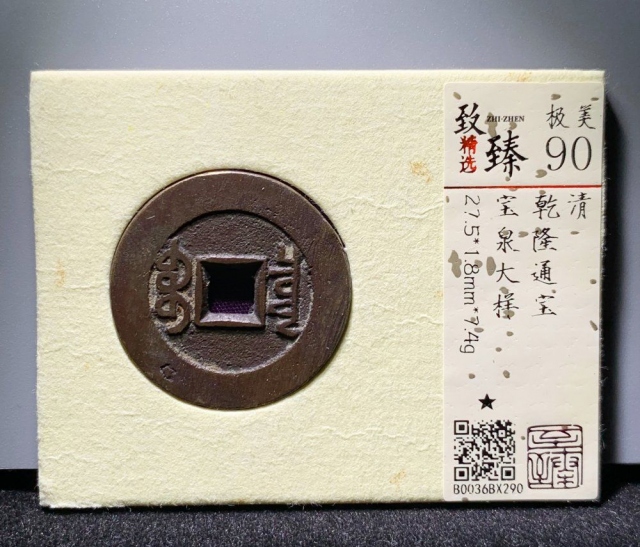 致臻
ZHI·ZHEN
精选
极美
90
清
乾隆通宝
宝泉大样
27.5*1.8mm*7.4g
★
B0036BX290